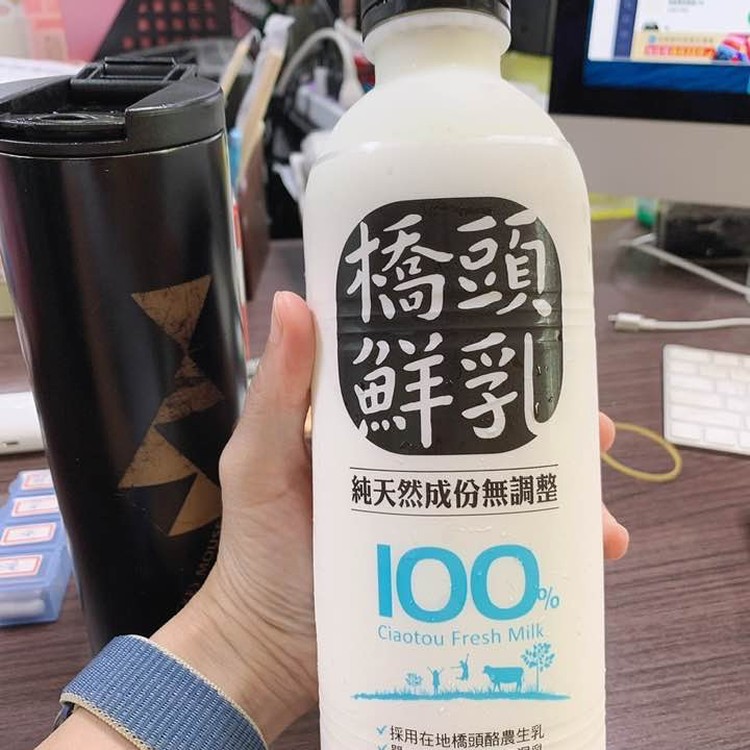 橋頭
鮮乳
純天然成份無調整
100%
Ciaotou Fresh Milk
✓採用在地橋頭酪農生乳